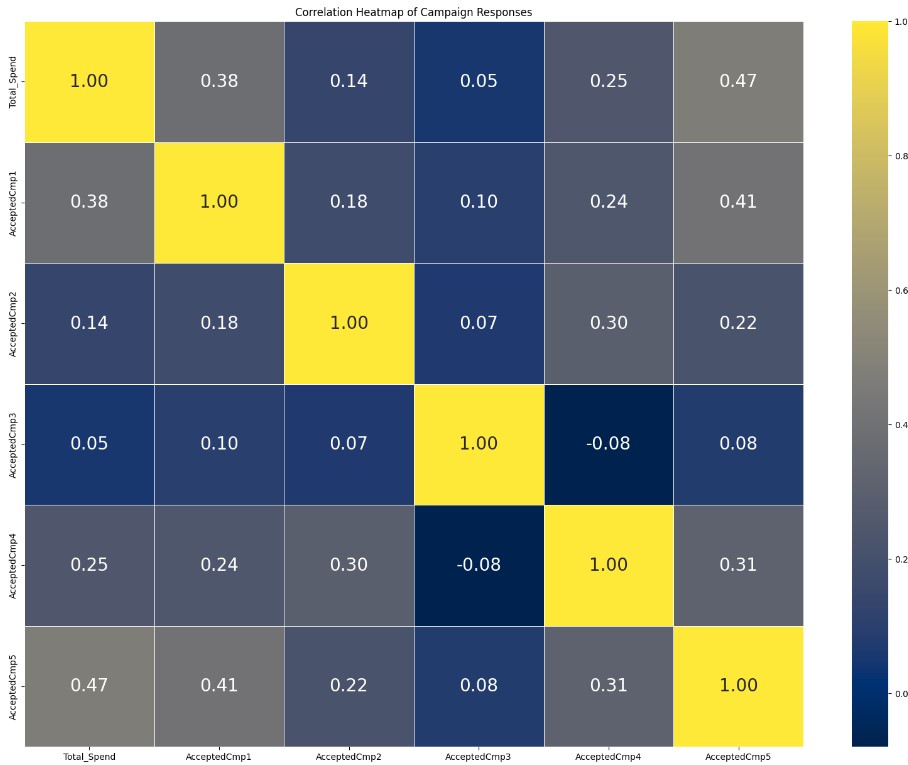 Correlation Heatmap of Campaign Responses
Total_Spend 1.00 0.38 0.14 0.05 0.25 0.47
AcceptedCmp1 0.38 1.00 0.18 0.10 0.24 0.41
AcceptedCmp2 0.14 0.18 1.00 0.07 0.30 0.22
AcceptedCmp3 0.05 0.10 0.07 1.00 -0.08 0.08
AcceptedCmp4 0.25 0.24 0.30 -0.08 1.00 0.31
AcceptedCmp5 0.47 0.41 0.22 0.08 0.31 1.00
Total_Spend AcceptedCmp1 AcceptedCmp2 AcceptedCmp3 AcceptedCmp4 AcceptedCmp5
1.0
0.8
0.6
0.4
0.2
0.0